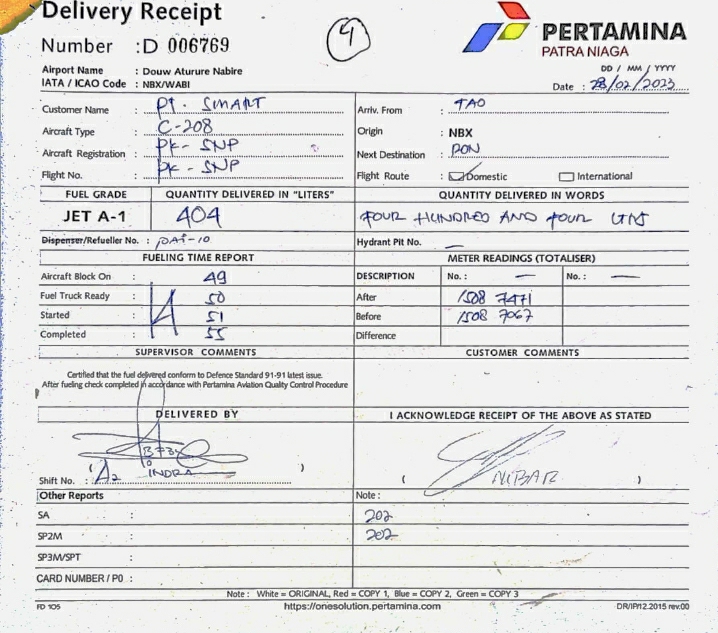 Delivery Receipt
Number : D 006769
4
PERTAMINA
PATRA NIAGA
Airport Name : Douw Aturure Nabire
IATA / ICAO Code : NBX/WABI
DD / MM / YYYY
Date : 28/02/2023
Customer Name : PT. SMART
Arriv. From : TAO
Aircraft Type : C-208
Origin : NBX
Aircraft Registration : PK - SNP
Next Destination : DON
Flight No. : PK - SNP
Flight Route : Domestic International
FUEL GRADE QUANTITY DELIVERED IN "LITERS" QUANTITY DELIVERED IN WORDS
JET A-1 404 FOUR HUNDRED AND FOUR LTS
Dispenser/Refueller No. : PAT-10 Hydrant Pit No. —
FUELING TIME REPORT METER READINGS (TOTALISER)
Aircraft Block On : 49 DESCRIPTION No. : — No. : —
Fuel Truck Ready : 50 After 1508 7471
Started : 51 Before 1508 7067
Completed : 55 Difference
SUPERVISOR COMMENTS CUSTOMER COMMENTS
Certified that the fuel delivered conform to Defence Standard 91-91 latest issue.
After fueling check completed in accordance with Pertamina Aviation Quality Control Procedure
DELIVERED BY I ACKNOWLEDGE RECEIPT OF THE ABOVE AS STATED
( INDRA ) ( )
Shift No. : A2
Other Reports Note :
SA : 202
SP2M : 202
SP3M/SPT :
CARD NUMBER / PO :
Note : White = ORIGINAL, Red = COPY 1, Blue = COPY 2, Green = COPY 3
FD 105 https://onesolution.pertamina.com DR/IP/12.2015 rev.00